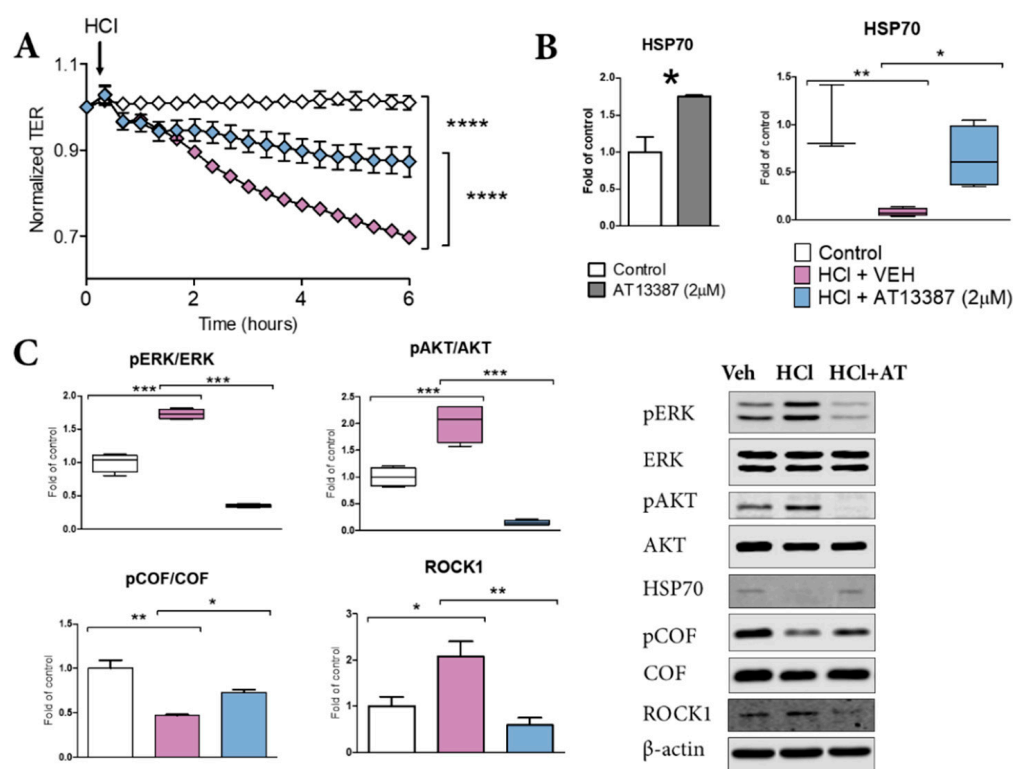 A
HCl
1.1
0.9
0.7
Normalized TER
0
2
4
6
Time (hours)
****
****
B
HSP70
*
2.0
1.5
1.0
0.5
0.0
Fold of control
Control
AT13387 (2µM)
HSP70
*
**
1.5
1.0
0.5
0.0
Fold of control
Control
HCl + VEH
HCl + AT13387 (2µM)
C
pERK/ERK
***
***
2.0
1.5
1.0
0.5
0.0
Fold of control
pAKT/AKT
***
***
2.5
2.0
1.5
1.0
0.5
0.0
Fold of control
pCOF/COF
*
**
1.5
1.0
0.5
0.0
Fold of control
ROCK1
**
*
3
2
1
0
Fold of control
Veh HCl HCl+AT
pERK
ERK
pAKT
AKT
HSP70
pCOF
COF
ROCK1
β-actin